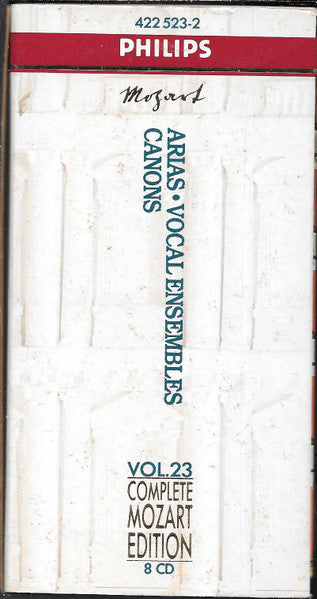 422 523-2
PHILIPS
Mozart
ARIAS • VOCAL ENSEMBLES
CANONS
VOL.23
COMPLETE
MOZART
EDITION
8 CD